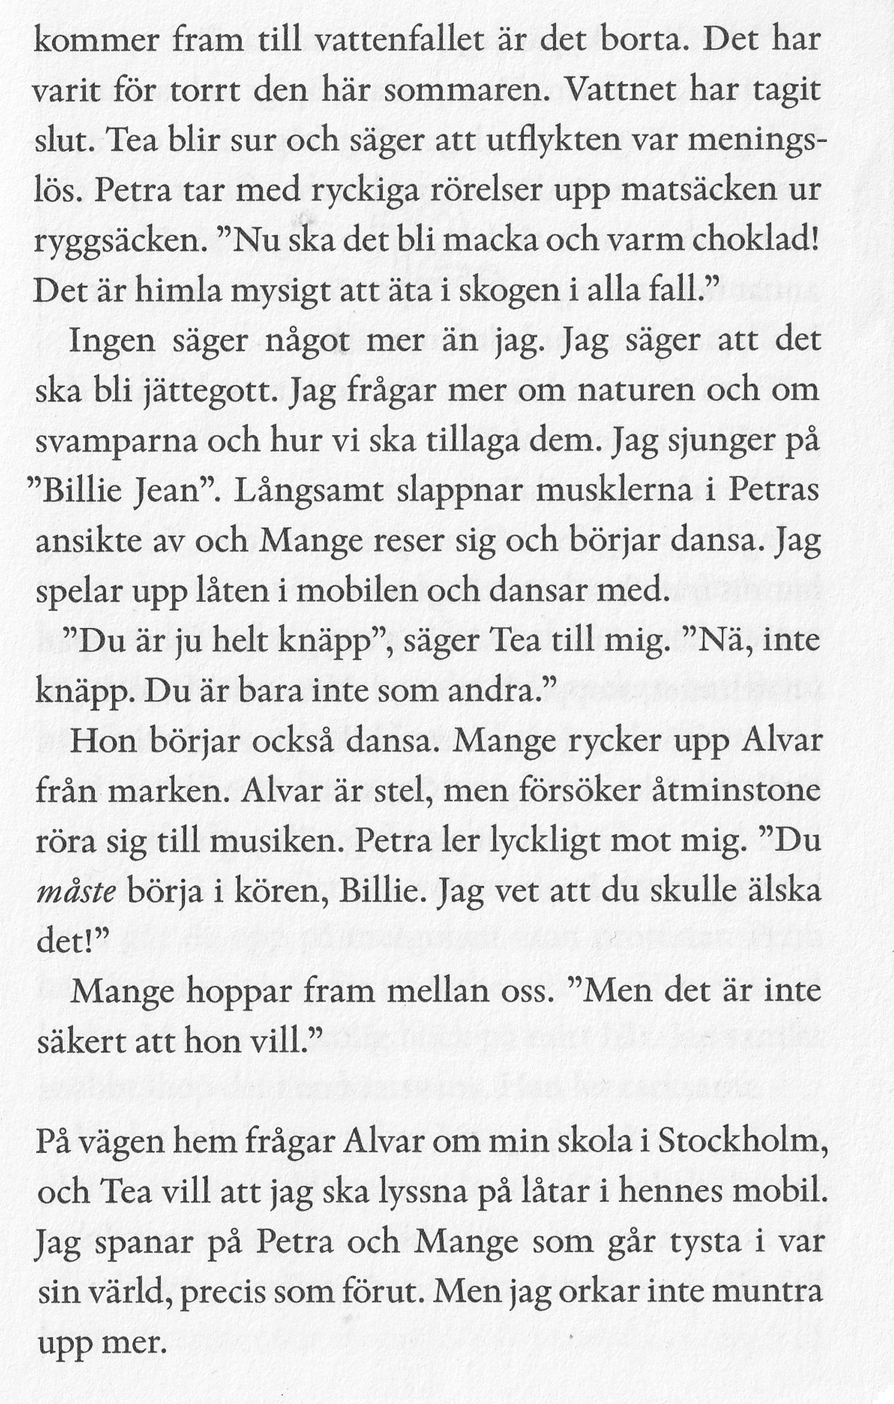 kommer fram till vattenfallet är det borta. Det har
varit för torrt den här sommaren. Vattnet har tagit
slut. Tea blir sur och säger att utflykten var menings-
lös. Petra tar med ryckiga rörelser upp matsäcken ur
ryggsäcken. ”Nu ska det bli macka och varm choklad!
Det är himla mysigt att äta i skogen i alla fall.”
Ingen säger något mer än jag. Jag säger att det
ska bli jättegott. Jag frågar mer om naturen och om
svamparna och hur vi ska tillaga dem. Jag sjunger på
”Billie Jean”. Långsamt slappnar musklerna i Petras
ansikte av och Mange reser sig och börjar dansa. Jag
spelar upp låten i mobilen och dansar med.
”Du är ju helt knäpp”, säger Tea till mig. ”Nä, inte
knäpp. Du är bara inte som andra.”
Hon börjar också dansa. Mange rycker upp Alvar
från marken. Alvar är stel, men försöker åtminstone
röra sig till musiken. Petra ler lyckligt mot mig. ”Du
måste börja i kören, Billie. Jag vet att du skulle älska
det!”
Mange hoppar fram mellan oss. ”Men det är inte
säkert att hon vill.”
På vägen hem frågar Alvar om min skola i Stockholm,
och Tea vill att jag ska lyssna på låtar i hennes mobil.
Jag spanar på Petra och Mange som går tysta i var
sin värld, precis som förut. Men jag orkar inte muntra
upp mer.